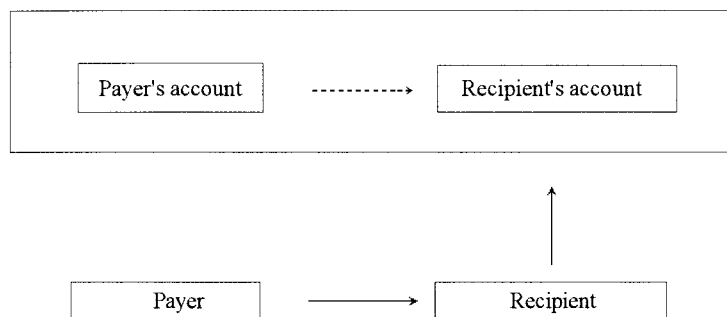 Payer's account
Recipient's account
Payer
Recipient